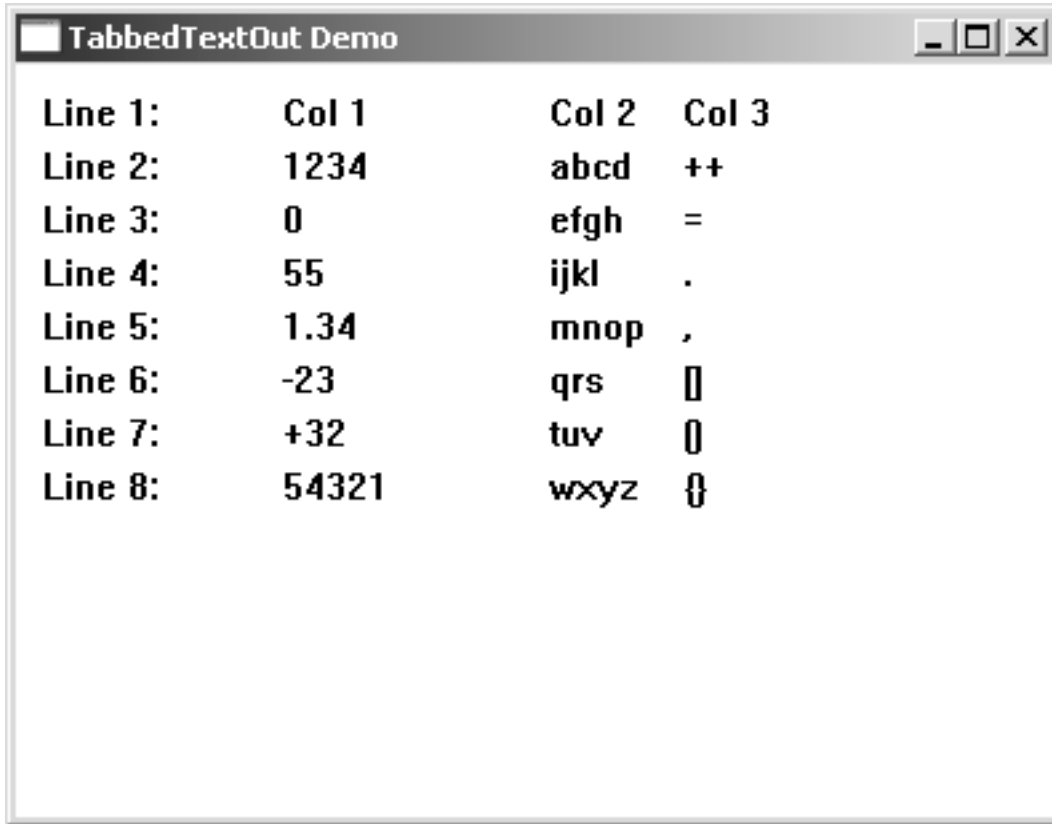 TabbedTextOut Demo
Line 1: Col 1 Col 2 Col 3
Line 2: 1234 abcd ++
Line 3: 0 efgh =
Line 4: 55 ijkl .
Line 5: 1.34 mnop ,
Line 6: -23 qrs []
Line 7: +32 tuv ()
Line 8: 54321 wxyz {}